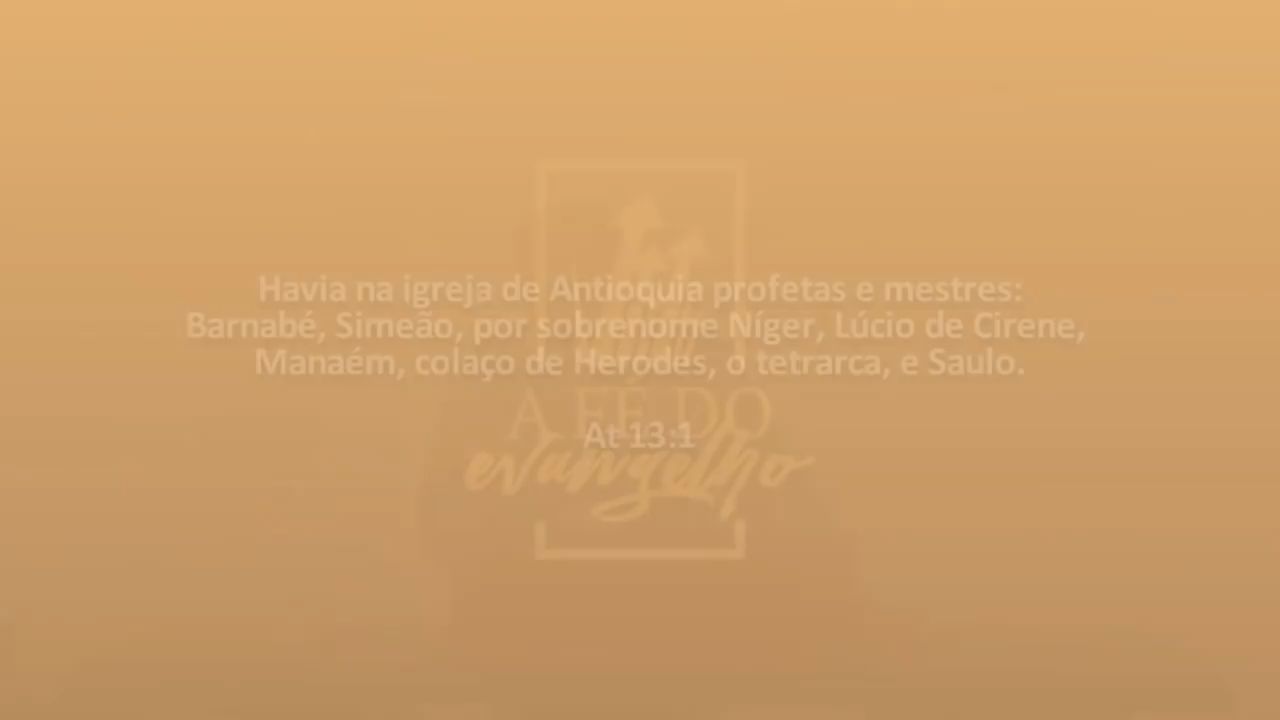 Havia na igreja de Antioquia profetas e mestres:
Barnabé, Simeão, por sobrenome Níger, Lúcio de Cirene,
Manaém, colaço de Herodes, o tetrarca, e Saulo.
A FÉ DO
At 13:1
evangelho